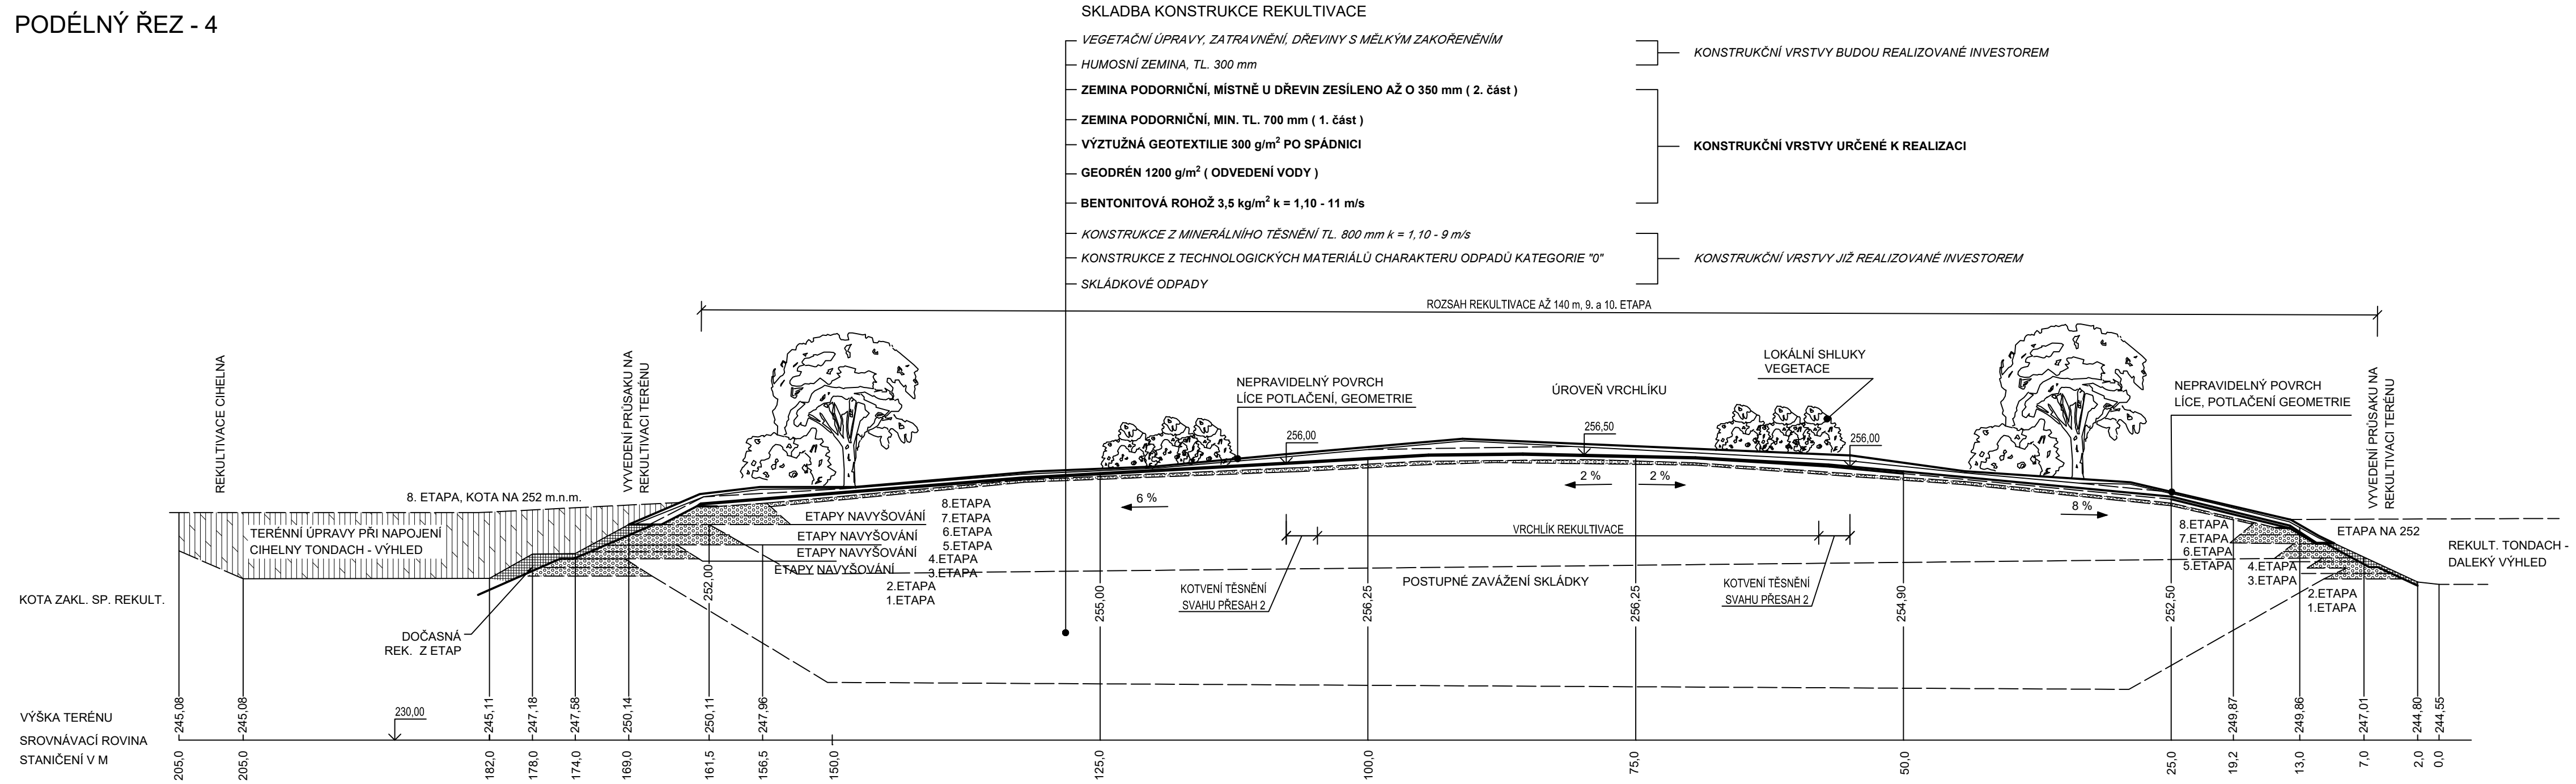 PODÉLNÝ ŘEZ - 4
SKLADBA KONSTRUKCE REKULTIVACE
VEGETAČNÍ ÚPRAVY, ZATRAVNĚNÍ, DŘEVINY S MĚLKÝM ZAKOŘENĚNÍM
HUMOSNÍ ZEMINA, TL. 300 mm
KONSTRUKČNÍ VRSTVY BUDOU REALIZOVANÉ INVESTOREM
ZEMINA PODORNIČNÍ, MÍSTNĚ U DŘEVIN ZESÍLENO AŽ O 350 mm ( 2. část )
ZEMINA PODORNIČNÍ, MIN. TL. 700 mm ( 1. část )
VÝZTUŽNÁ GEOTEXTILIE 300 g/m² PO SPÁDNICI
GEODRÉN 1200 g/m² ( ODVEDENÍ VODY )
BENTONITOVÁ ROHOŽ 3,5 kg/m² k = 1,10 - 11 m/s
KONSTRUKČNÍ VRSTVY URČENÉ K REALIZACI
KONSTRUKCE Z MINERÁLNÍHO TĚSNĚNÍ TL. 800 mm k = 1,10 - 9 m/s
KONSTRUKCE Z TECHNOLOGICKÝCH MATERIÁLŮ CHARAKTERU ODPADŮ KATEGORIE "0"
SKLÁDKOVÉ ODPADY
KONSTRUKČNÍ VRSTVY JIŽ REALIZOVANÉ INVESTOREM
ROZSAH REKULTIVACE AŽ 140 m, 9. a 10. ETAPA
REKULTIVACE CIHELNA
VYVEDENÍ PRŮSAKU NA
REKULTIVACI TERÉNU
NEPRAVIDELNÝ POVRCH
LÍCE POTLAČENÍ, GEOMETRIE
ÚROVEŇ VRCHLÍKU
LOKÁLNÍ SHLUKY
VEGETACE
NEPRAVIDELNÝ POVRCH
LÍCE, POTLAČENÍ GEOMETRIE
VYVEDENÍ PRŮSAKU NA
REKULTIVACI TERÉNU
256,00
256,50
256,00
8. ETAPA, KOTA NA 252 m.n.m.
6 %
2 %
2 %
8 %
TERÉNNÍ ÚPRAVY PŘI NAPOJENÍ
CIHELNY TONDACH - VÝHLED
ETAPY NAVYŠOVÁNÍ
ETAPY NAVYŠOVÁNÍ
ETAPY NAVYŠOVÁNÍ
ETAPY NAVYŠOVÁNÍ
8.ETAPA
7.ETAPA
6.ETAPA
5.ETAPA
4.ETAPA
3.ETAPA
2.ETAPA
1.ETAPA
VRCHLÍK REKULTIVACE
KOTVENÍ TĚSNĚNÍ
SVAHU PŘESAH 2
POSTUPNÉ ZAVÁŽENÍ SKLÁDKY
KOTVENÍ TĚSNĚNÍ
SVAHU PŘESAH 2
8.ETAPA
7.ETAPA
6.ETAPA
5.ETAPA
4.ETAPA
3.ETAPA
2.ETAPA
1.ETAPA
ETAPA NA 252
REKULT. TONDACH -
DALEKÝ VÝHLED
KOTA ZAKL. SP. REKULT.
252,00
255,00
256,25
256,25
254,90
252,50
DOČASNÁ
REK. Z ETAP
VÝŠKA TERÉNU
245,08
245,08
230,00
245,11
247,18
247,58
250,14
250,11
247,96
249,87
249,86
247,01
244,80
244,55
SROVNÁVACÍ ROVINA
STANIČENÍ V M
205,0
205,0
182,0
178,0
174,0
169,0
161,5
156,5
150,0
125,0
100,0
75,0
50,0
25,0
19,2
13,0
7,0
2,0
0,0